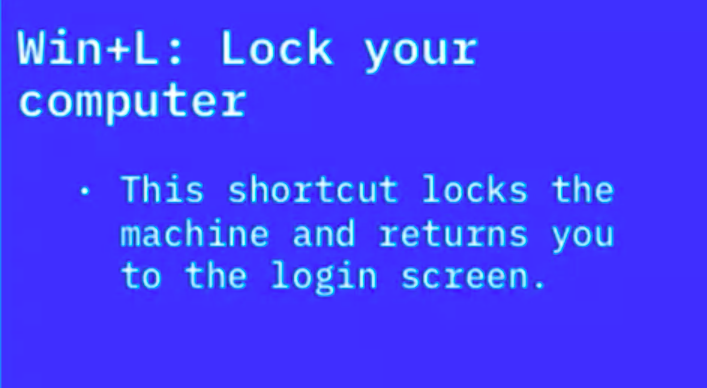 Win+L: Lock your
computer
• This shortcut locks the
machine and returns you
to the login screen.